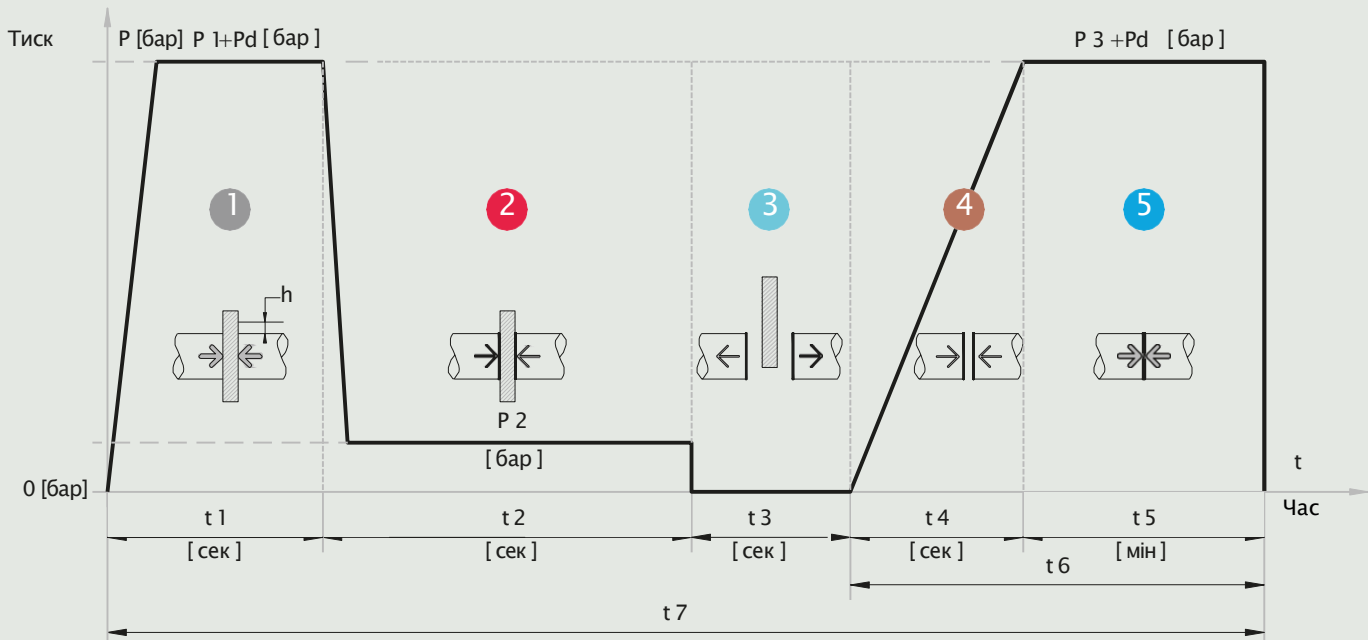 Тиск
P [бар] P 1+Pd [ бар ]
P 3 +Pd [ бар ]
1
2
3
4
5
h
P 2
[ бар ]
0 [бар]
t
Час
t 1
t 2
t 3
t 4
t 5
[ сек ]
[ сек ]
[ сек ]
[ сек ]
[ мін ]
t 6
t 7